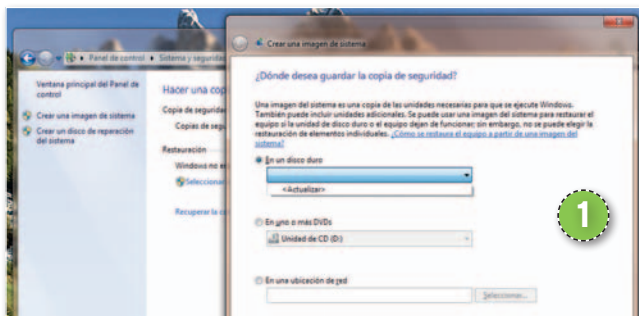 Crear una imagen de sistema
Panel de control ▸ Sistema y seguridad
Ventana principal del Panel de
control
Crear una imagen de sistema
Crear un disco de reparación
del sistema
Hacer una cop
Copia de seguridad
Copias de seg
Restauración
Windows no e
Seleccionar
Recuperar la c
¿Dónde desea guardar la copia de seguridad?
Una imagen del sistema es una copia de las unidades necesarias para que se ejecute Windows.
También puede incluir unidades adicionales. Se puede usar una imagen del sistema para restaurar el
equipo si la unidad de disco duro o el equipo dejan de funcionar; sin embargo, no se puede elegir la
restauración de elementos individuales. ¿Cómo se restaura el equipo a partir de una imagen del
sistema?
En un disco duro
<Actualizar>
En uno o más DVDs
Unidad de CD (D:)
En una ubicación de red
Seleccionar...
1